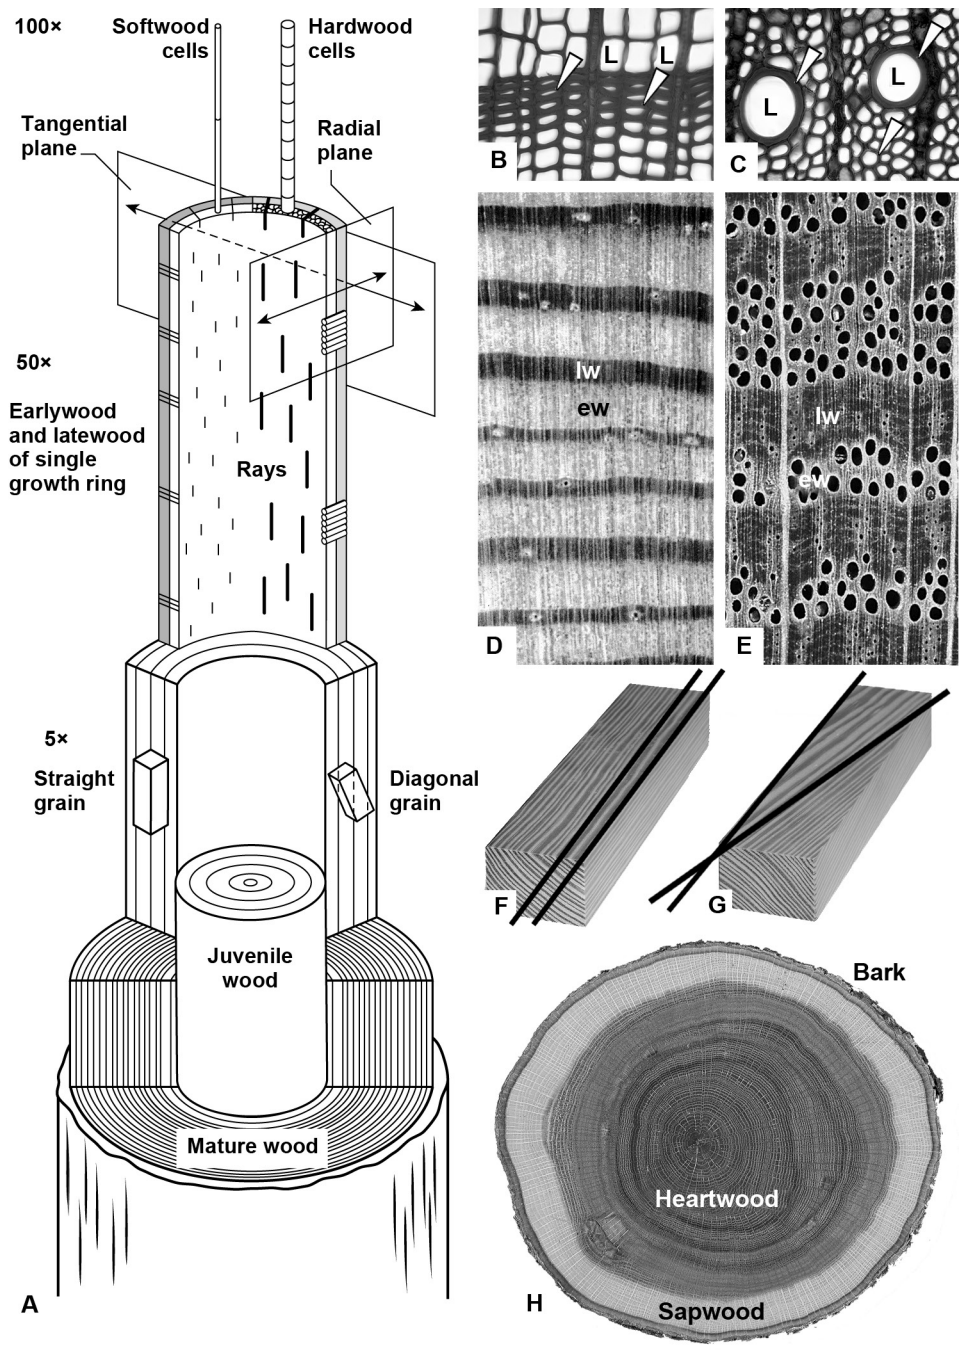 100×
Softwood
cells
Hardwood
cells
Tangential
plane
Radial
plane
50×
Earlywood
and latewood
of single
growth ring
Rays
5×
Straight
grain
Diagonal
grain
Juvenile
wood
Mature wood
A
L
L
B
L
L
C
lw
ew
D
lw
ew
E
F
G
Bark
Heartwood
Sapwood
H